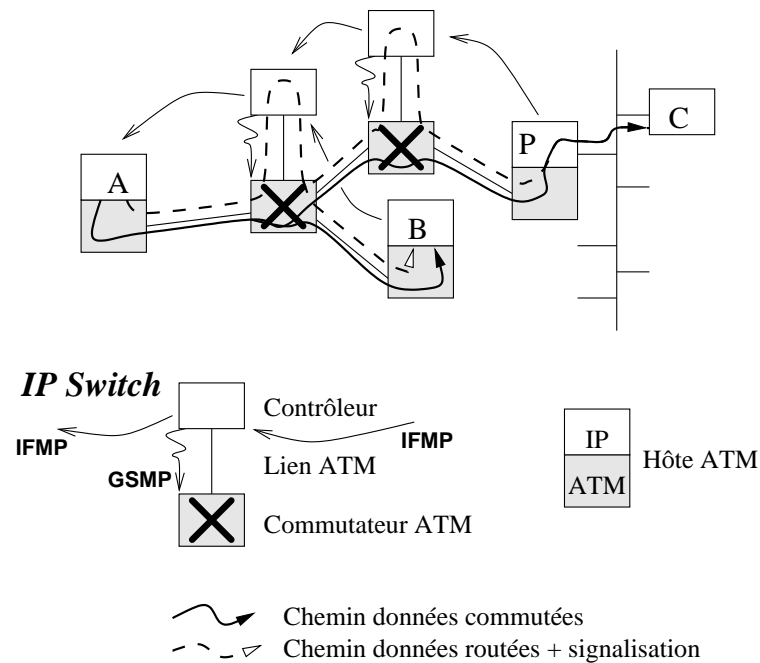 A
P
C
B
IP Switch
Contrôleur
IFMP
IFMP
Lien ATM
GSMP
Commutateur ATM
IP
ATM
Hôte ATM
Chemin données commutées
Chemin données routées + signalisation